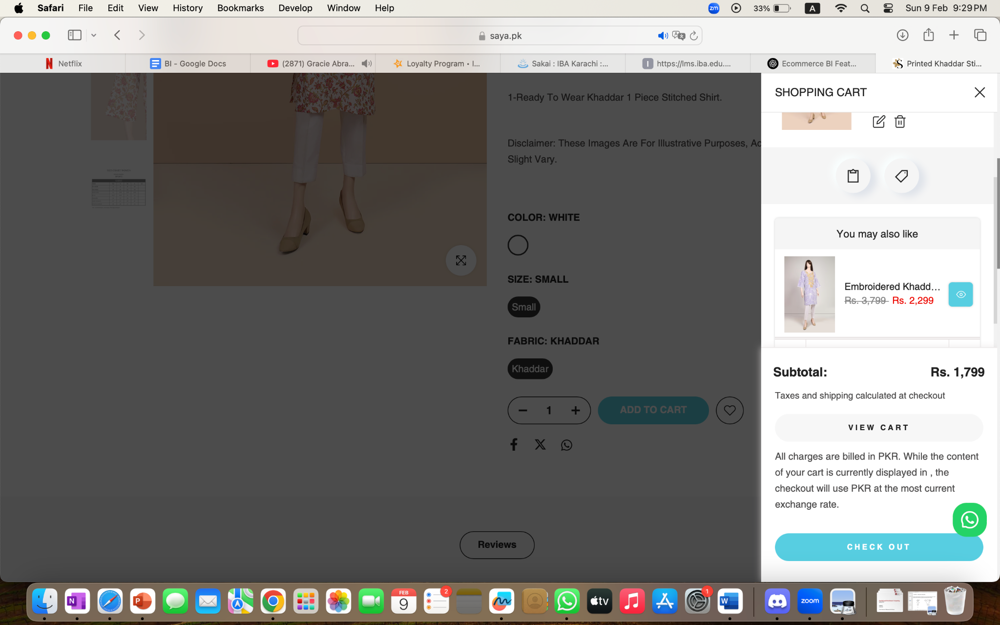 Safari File Edit View History Bookmarks Develop Window Help
zm 33% A Sun 9 Feb 9:29 PM
saya.pk
Netflix
BI - Google Docs
(2871) Gracie Abra...
Loyalty Program • I...
Sakai : IBA Karachi :...
I https://lms.iba.edu....
Ecommerce BI Feat...
S Printed Khaddar Sti...
1-Ready To Wear Khaddar 1 Piece Stitched Shirt.
Disclaimer: These Images Are For Illustrative Purposes, Ac
Slight Vary.
COLOR: WHITE
SIZE: SMALL
Small
FABRIC: KHADDAR
Khaddar
1
ADD TO CART
Reviews
SHOPPING CART
You may also like
Embroidered Khadd...
Rs. 3,799 Rs. 2,299
Subtotal: Rs. 1,799
Taxes and shipping calculated at checkout
VIEW CART
All charges are billed in PKR. While the content
of your cart is currently displayed in , the
checkout will use PKR at the most current
exchange rate.
CHECK OUT
N
P
FEB
9
2
tv
1
W
zoom